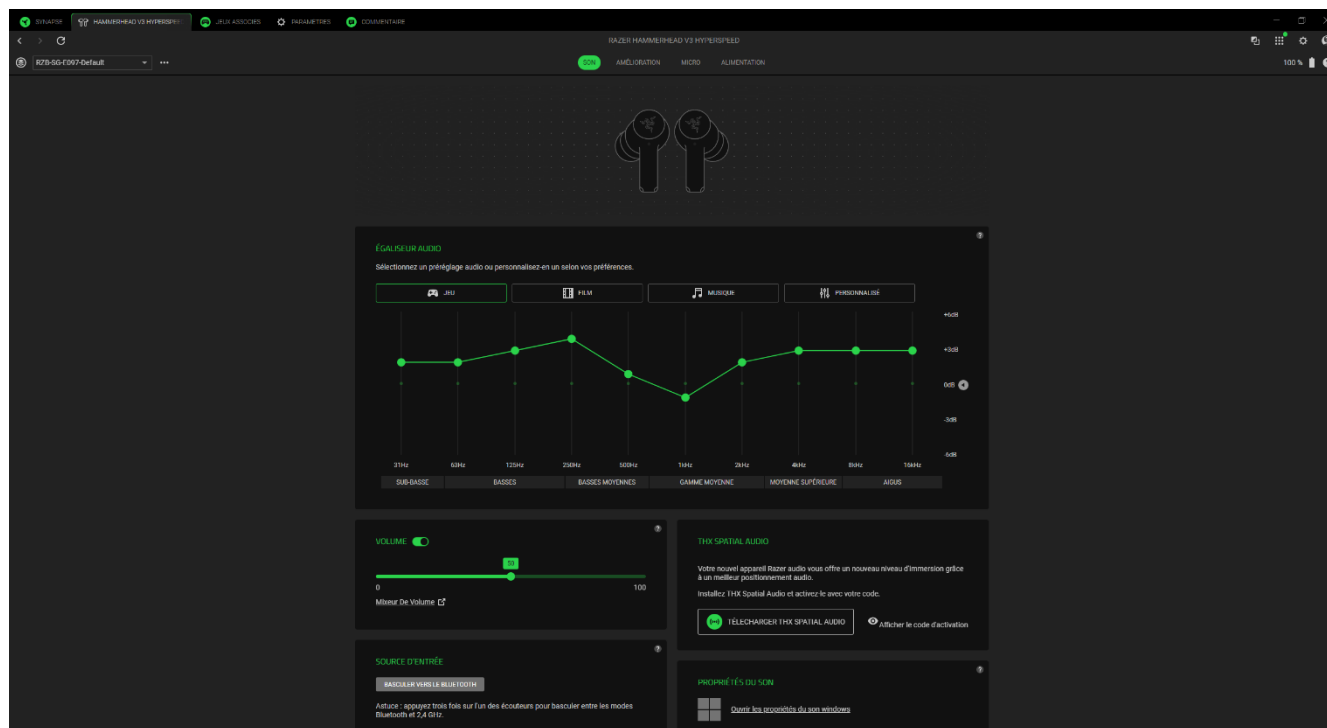 SYNAPSE
HAMMERHEAD V3 HYPERSPEE
JEUX ASSOCIÉS
PARAMÈTRES
COMMENTAIRE
RAZER HAMMERHEAD V3 HYPERSPEED
RZB-SG-E097-Default
SON
AMÉLIORATION
MICRO
ALIMENTATION
100 %
ÉGALISEUR AUDIO
Sélectionnez un préréglage audio ou personnalisez-en un selon vos préférences.
JEU
FILM
MUSIQUE
PERSONNALISÉ
+6dB
+3dB
0dB
-3dB
-6dB
31Hz 63Hz 125Hz 250Hz 500Hz 1kHz 2kHz 4kHz 8kHz 16kHz
SUB-BASSE BASSES BASSES MOYENNES GAMME MOYENNE MOYENNE SUPÉRIEURE AIGUS
VOLUME
50
0 100
Mixeur De Volume
THX SPATIAL AUDIO
Votre nouvel appareil Razer audio vous offre un nouveau niveau d'immersion grâce
à un meilleur positionnement audio.
Installez THX Spatial Audio et activez-le avec votre code.
TÉLECHARGER THX SPATIAL AUDIO
Afficher le code d'activation
SOURCE D'ENTRÉE
BASCULER VERS LE BLUETOOTH
Astuce : appuyez trois fois sur l'un des écouteurs pour basculer entre les modes
Bluetooth et 2,4 GHz.
PROPRIÉTÉS DU SON
Ouvrir les propriétés du son windows